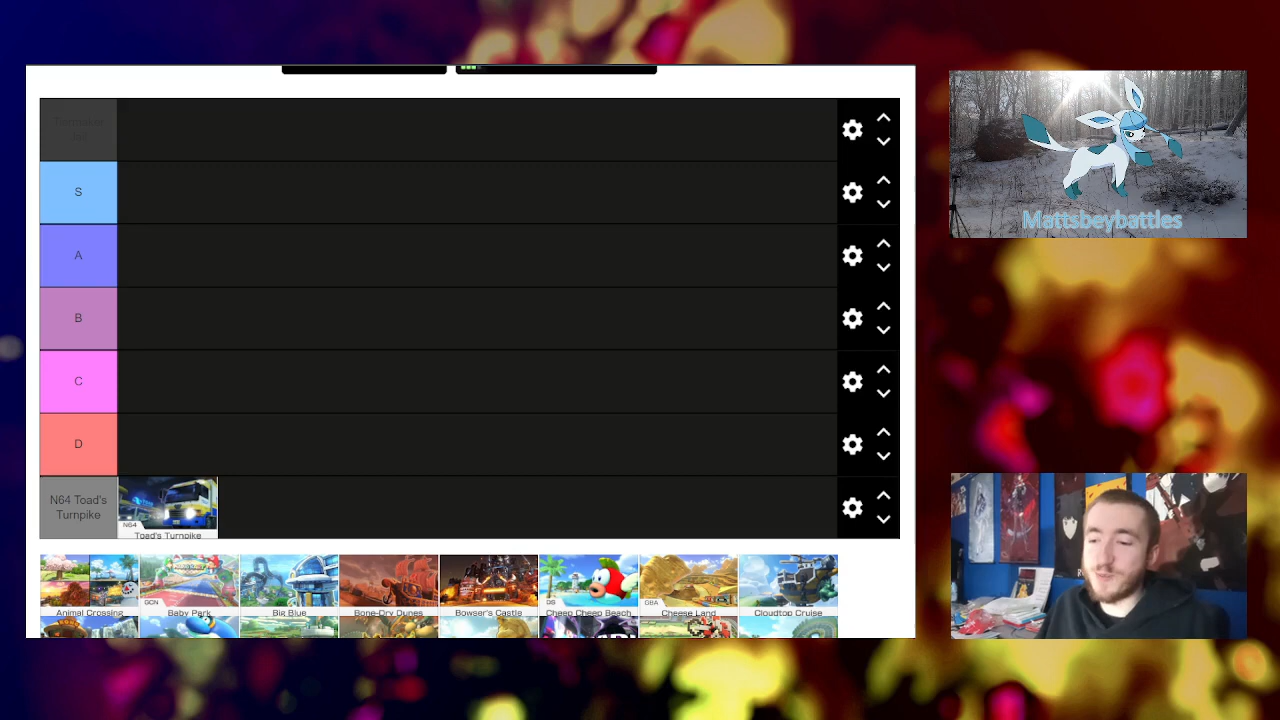 S
A
B
C
D
N64 Toad's
Turnpike
N64
Toad's Turnpike
GCN
DS
GBA
Animal Crossing
Baby Park
Big Blue
Bone-Dry Dunes
Bowser's Castle
Cheep Cheep Beach
Cheese Land
Cloudtop Cruise
Mattsbeybattles